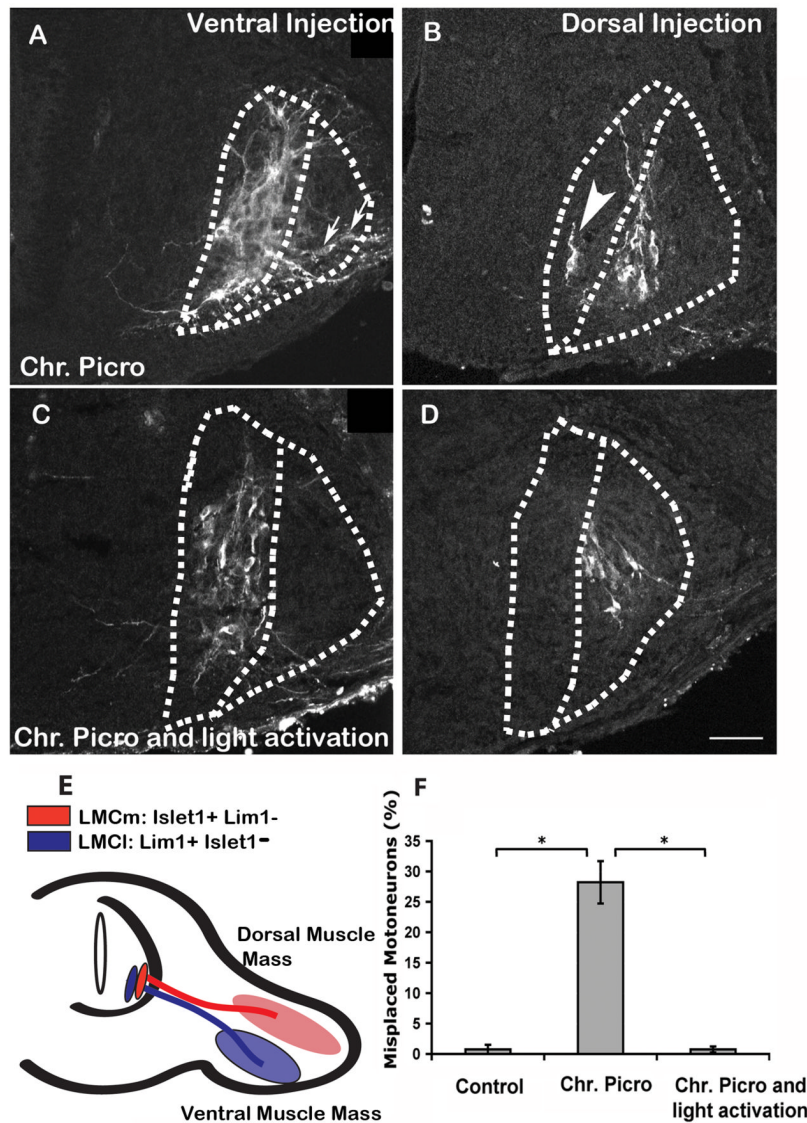 A
Ventral Injection
Chr. Picro
B
Dorsal Injection
C
Chr. Picro and light activation
D
E
LMCm: Islet1+ Lim1-
LMCl: Lim1+ Islet1-
Dorsal Muscle
Mass
Ventral Muscle Mass
F
Misplaced Motoneurons (%)
35
30
25
20
15
10
5
0
*
*
Control
Chr. Picro
Chr. Picro and
light activation